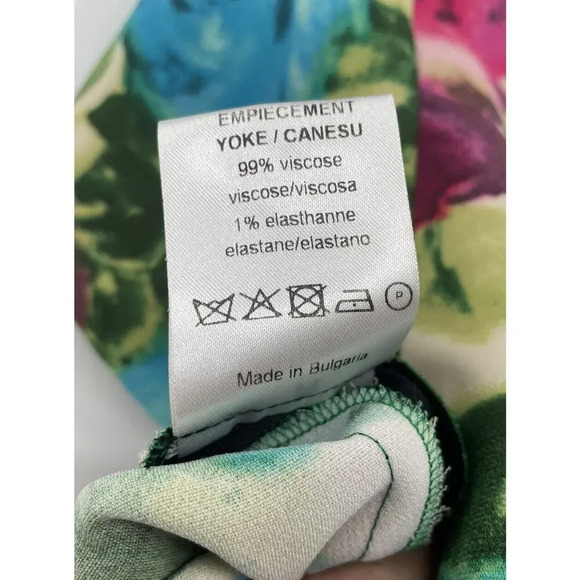 EMPIECEMENT
YOKE / CANESU
99% viscose
viscose/viscosa
1% elasthanne
elastane/elastano
P
Made in Bulgaria